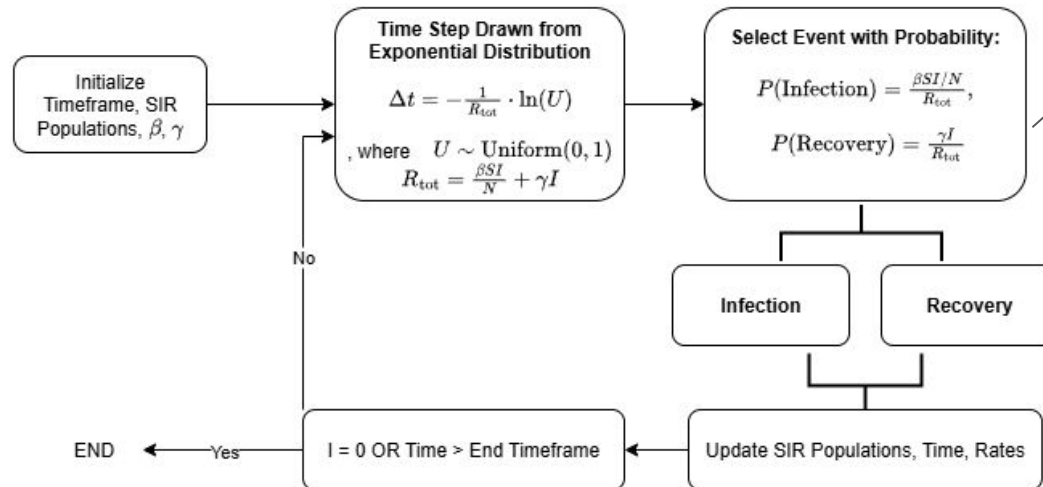 Initialize
Timeframe, SIR
Populations, β, γ
Time Step Drawn from
Exponential Distribution
Δt = −1/R_tot · ln(U)
, where U ∼ Uniform(0, 1)
R_tot = βSI/N + γI
Select Event with Probability:
P(Infection) = βSI/N / R_tot,
P(Recovery) = γI/R_tot
Infection
Recovery
No
Update SIR Populations, Time, Rates
I = 0 OR Time > End Timeframe
Yes
END